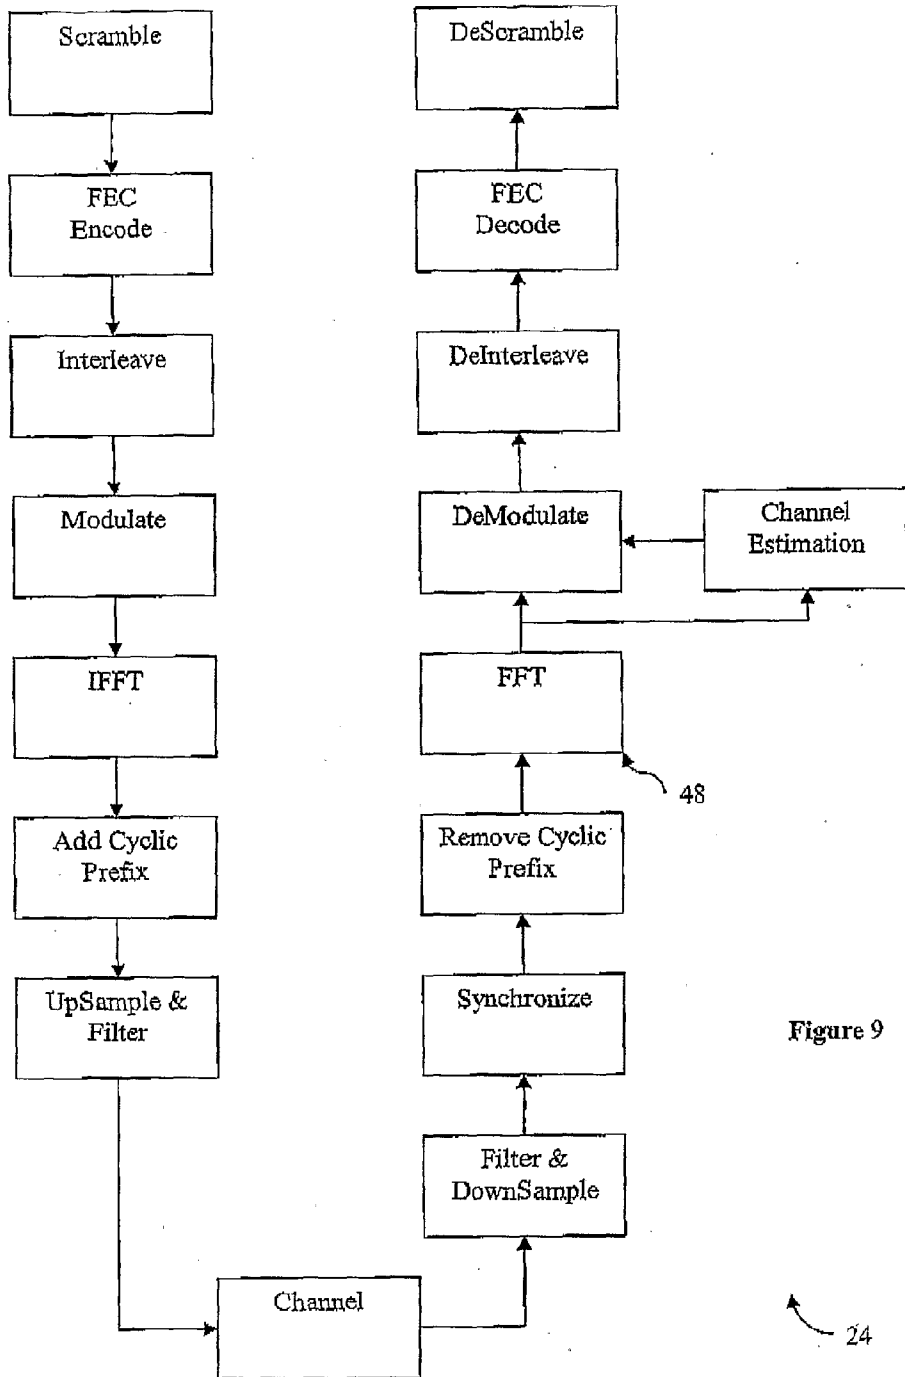 Scramble
FEC
Encode
Interleave
Modulate
IFFT
Add Cyclic
Prefix
UpSample &
Filter
Channel
Filter &
DownSample
Synchronize
Remove Cyclic
Prefix
FFT
48
DeModulate
Channel
Estimation
DeInterleave
FEC
Decode
DeScramble
Figure 9
24